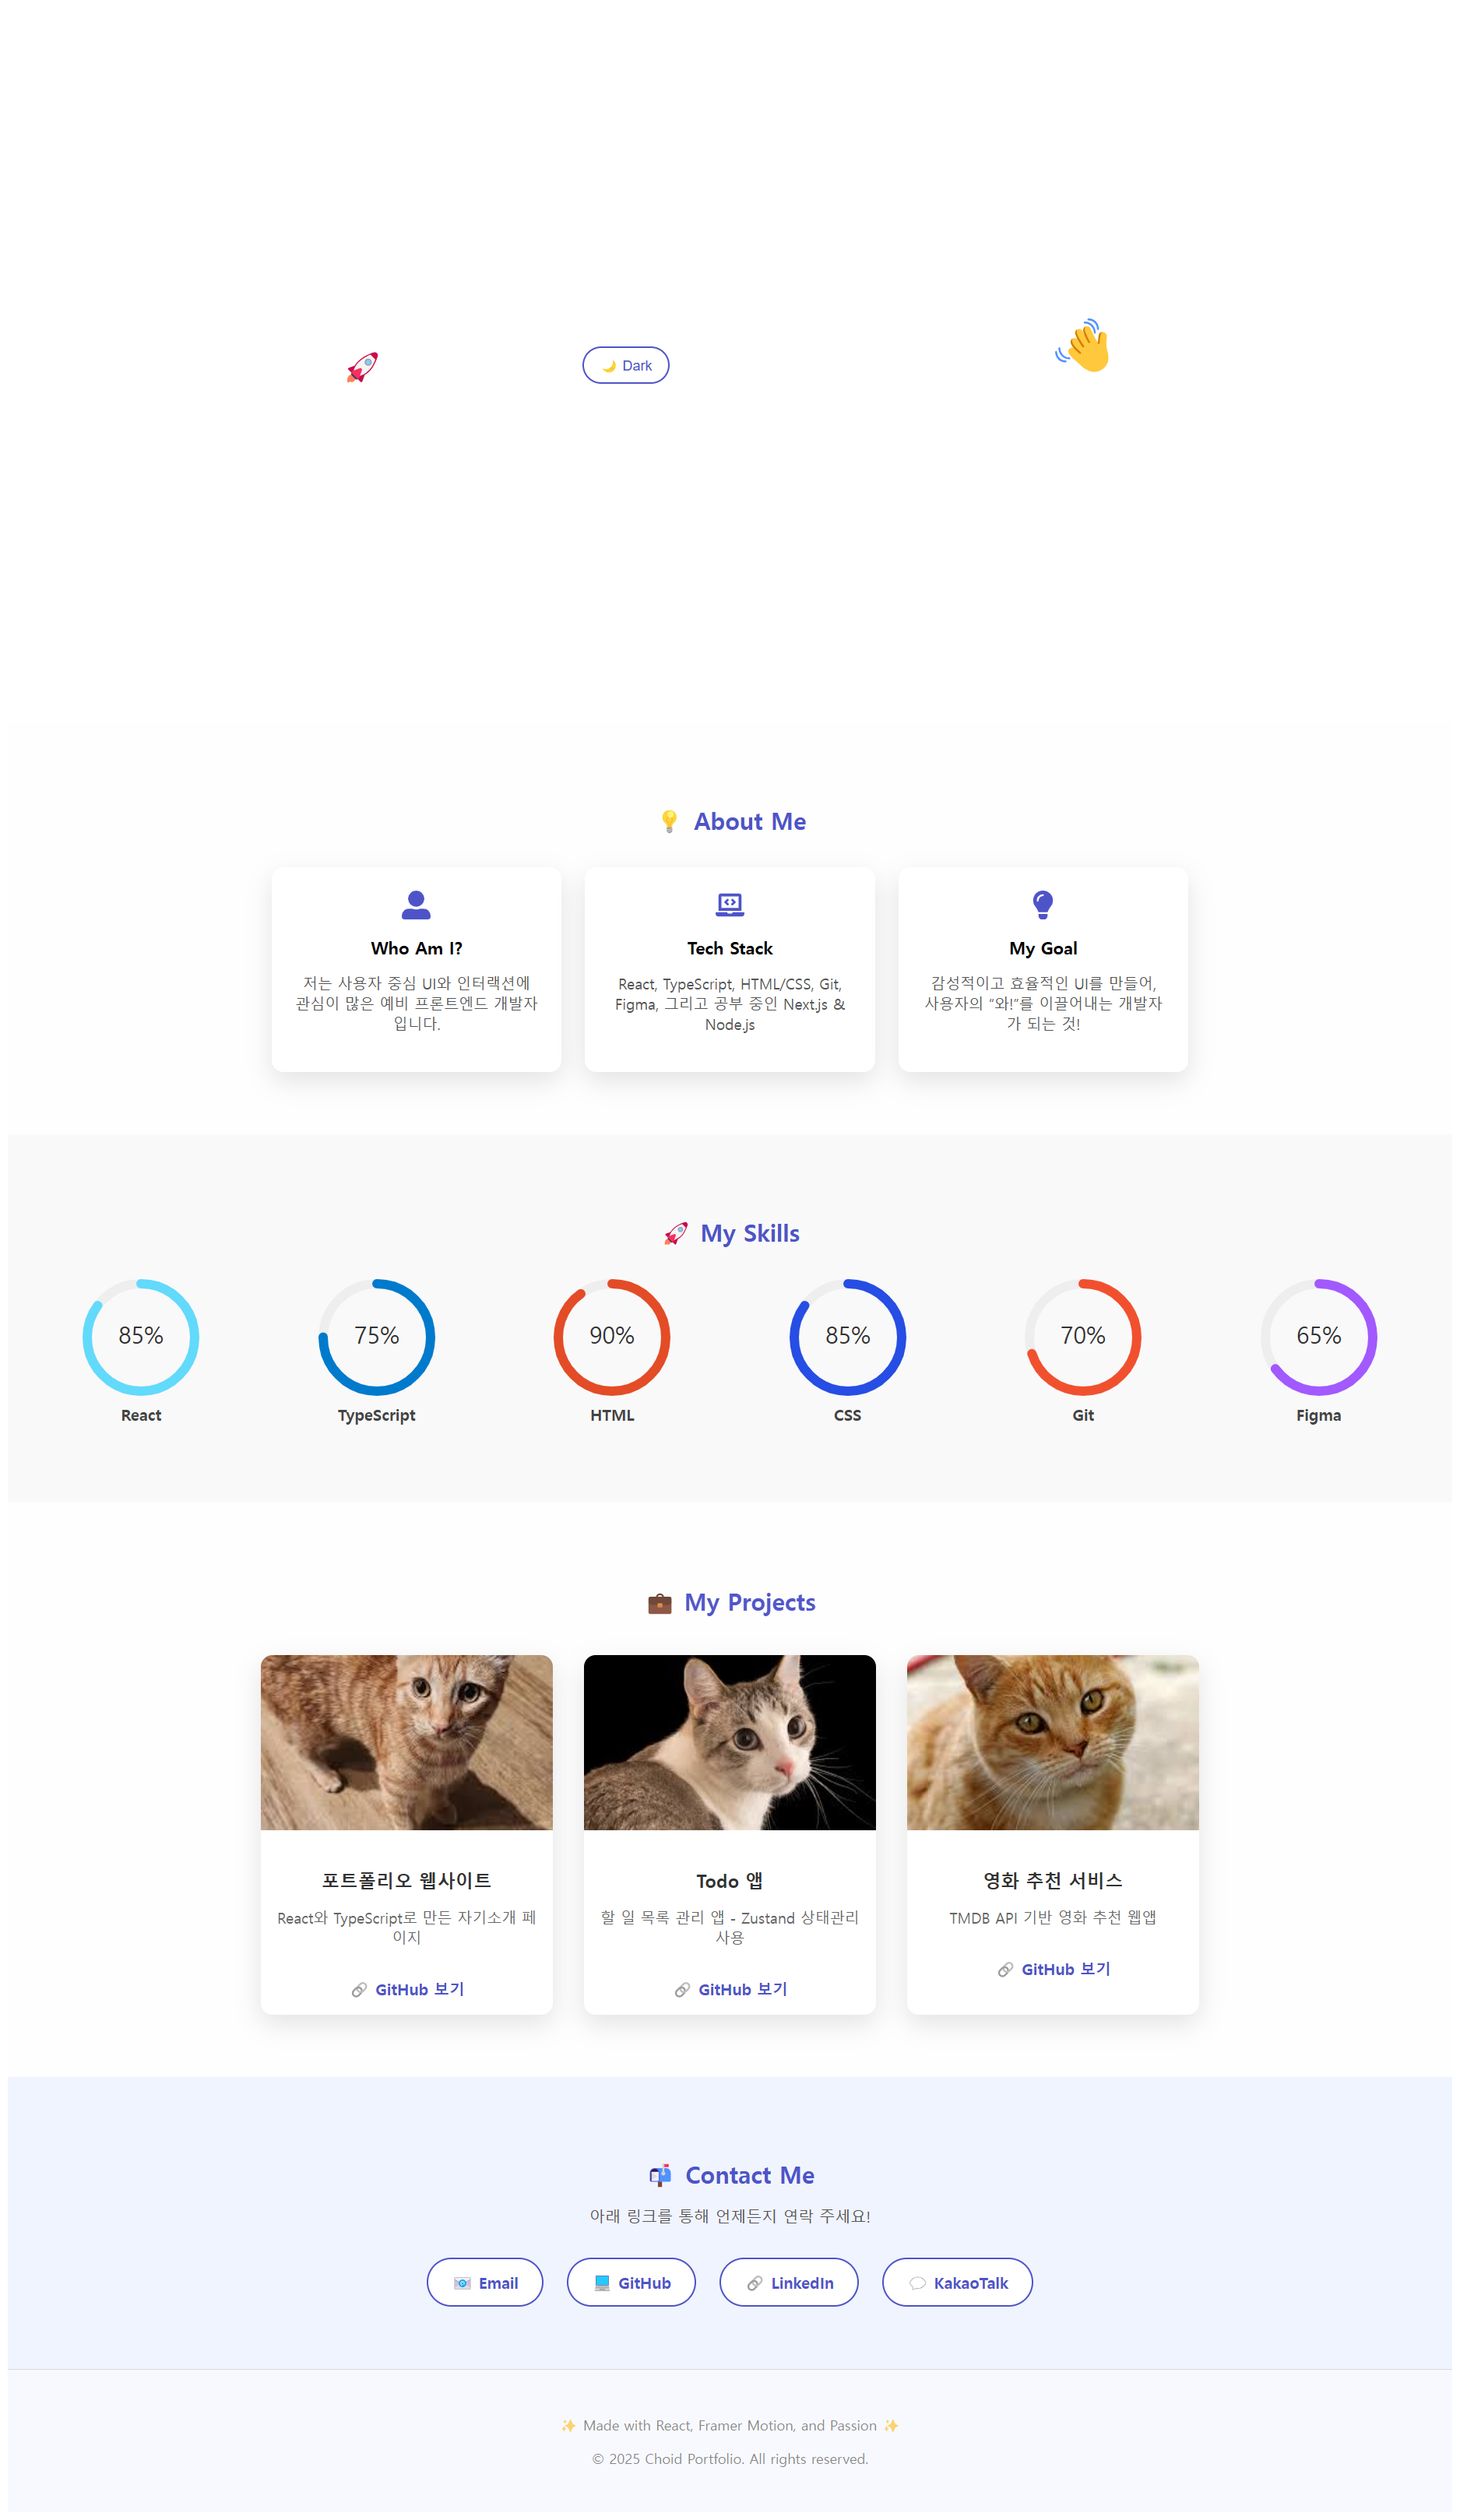 🚀
🌙 Dark
👋
💡 About Me
Who Am I?
저는 사용자 중심 UI와 인터랙션에
관심이 많은 예비 프론트엔드 개발자
입니다.
Tech Stack
React, TypeScript, HTML/CSS, Git,
Figma, 그리고 공부 중인 Next.js &
Node.js
My Goal
감성적이고 효율적인 UI를 만들어,
사용자의 “와!”를 이끌어내는 개발자
가 되는 것!
🚀 My Skills
85%
React
75%
TypeScript
90%
HTML
85%
CSS
70%
Git
65%
Figma
💼 My Projects
포트폴리오 웹사이트
React와 TypeScript로 만든 자기소개 페
이지
🔗 GitHub 보기
Todo 앱
할 일 목록 관리 앱 - Zustand 상태관리
사용
🔗 GitHub 보기
영화 추천 서비스
TMDB API 기반 영화 추천 웹앱
🔗 GitHub 보기
📬 Contact Me
아래 링크를 통해 언제든지 연락 주세요!
📧 Email
💻 GitHub
🔗 LinkedIn
💬 KakaoTalk
✨ Made with React, Framer Motion, and Passion ✨
© 2025 Choid Portfolio. All rights reserved.